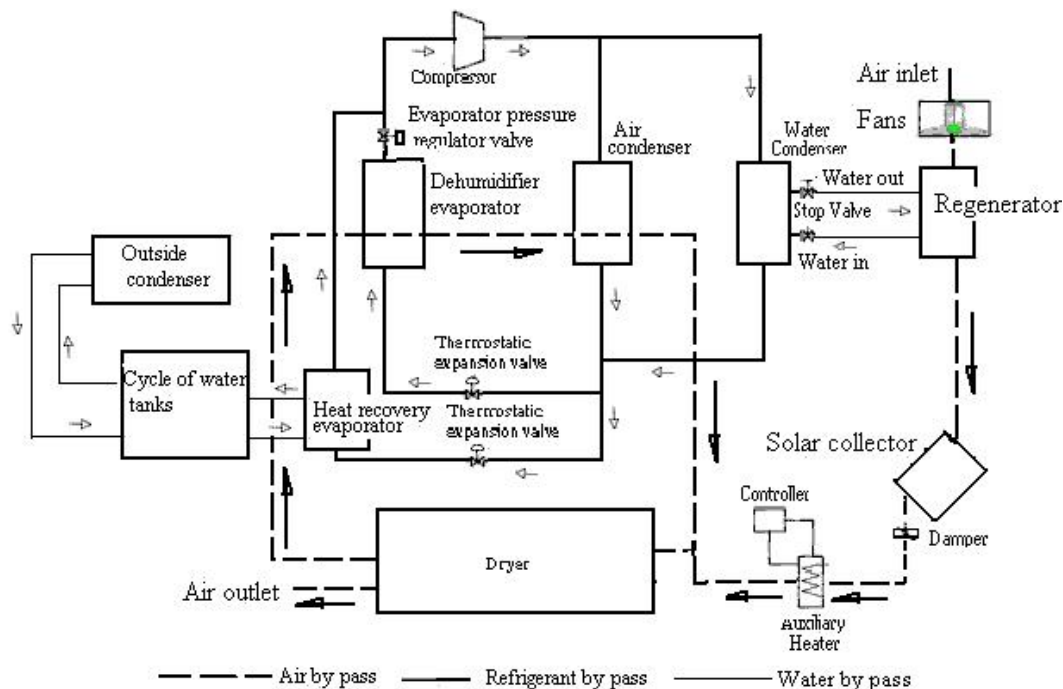 Compressor
Air inlet
Fans
Evaporator pressure
regulator valve
Air
condenser
Water
Condenser
Dehumidifier
evaporator
Water out
Stop Valve
Water in
Regenerator
Outside
condenser
Thermostatic
expansion valve
Cycle of water
tanks
Heat recovery
evaporator
Thermostatic
expansion valve
Solar collector
Controller
Damper
Dryer
Air outlet
Auxiliary
Heater
Air by pass
Refrigerant by pass
Water by pass